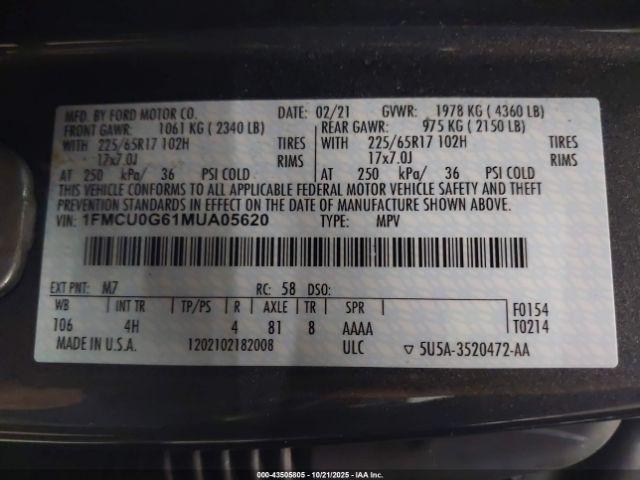 MFD. BY FORD MOTOR CO. DATE: 02/21 GVWR: 1978 KG ( 4360 LB)
FRONT GAWR: 1061 KG ( 2340 LB) REAR GAWR: 975 KG ( 2150 LB)
WITH 225/65R17 102H TIRES WITH 225/65R17 102H TIRES
17x7.0J RIMS 17x7.0J RIMS
AT 250 kPa/ 36 PSI COLD AT 250 kPa/ 36 PSI COLD
THIS VEHICLE CONFORMS TO ALL APPLICABLE FEDERAL MOTOR VEHICLE SAFETY AND THEFT
PREVENTION STANDARDS IN EFFECT ON THE DATE OF MANUFACTURE SHOWN ABOVE.
VIN: 1FMCU0G61MUA05620 TYPE: MPV
EXT PNT: M7 RC: 58 DSO:
WB INT TR TP/PS R AXLE TR SPR F0154
106 4H 4 81 8 AAAA T0214
MADE IN U.S.A. 1202102182008 ULC ▽ 5U5A-3520472-AA
000-43505805 - 10/21/2025 - IAAI, Inc.